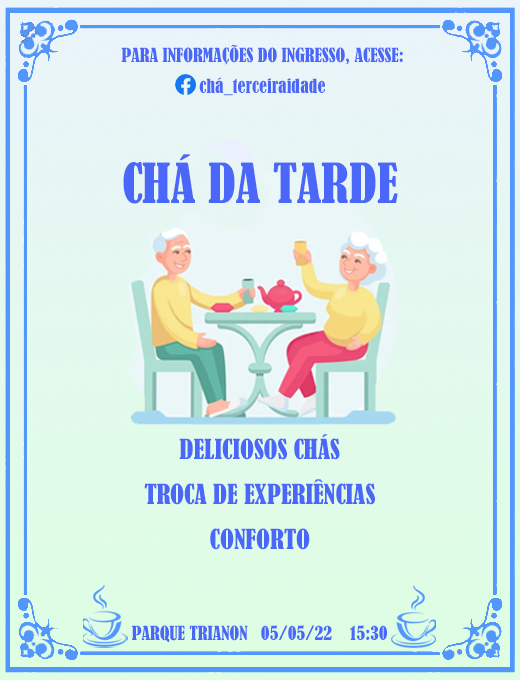 PARA INFORMAÇÕES DO INGRESSO, ACESSE:
chá_terceiraidade
CHÁ DA TARDE
DELICIOSOS CHÁS
TROCA DE EXPERIÊNCIAS
CONFORTO
PARQUE TRIANON 05/05/22 15:30